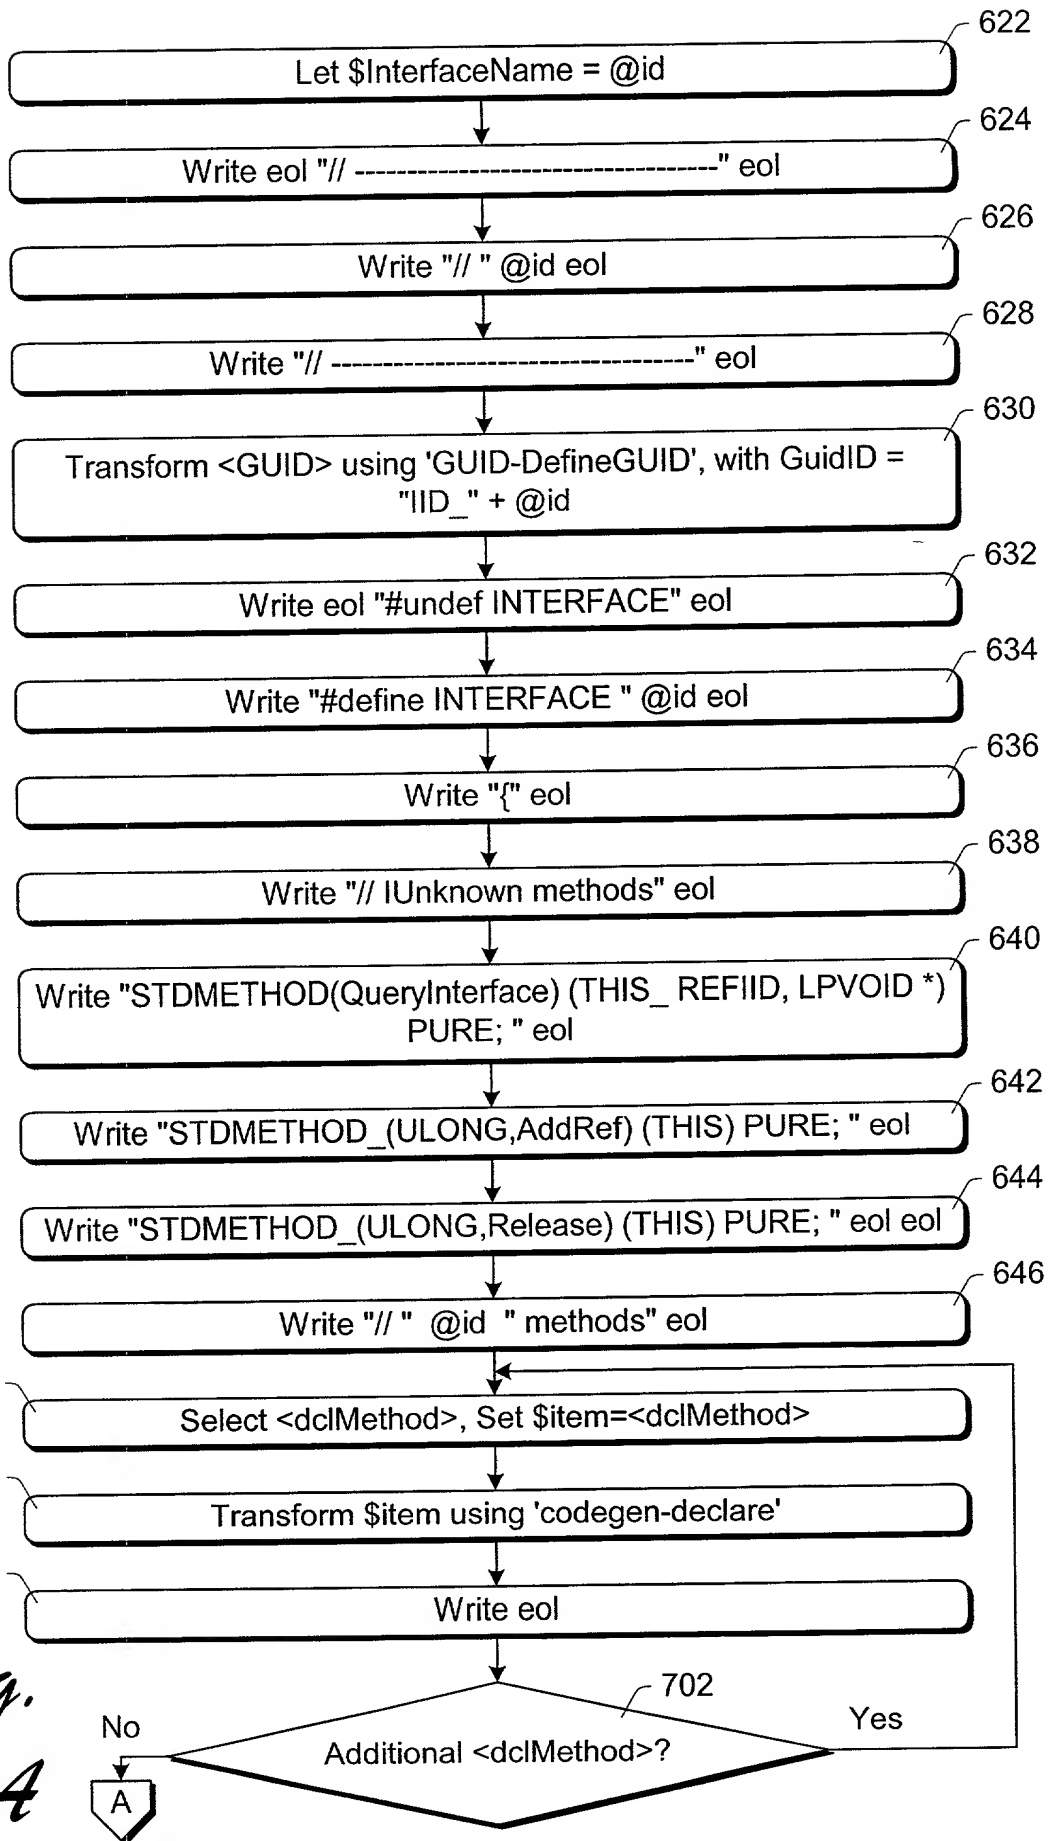 622
Let $InterfaceName = @id
624
Write eol "// -----------------------------------" eol
626
Write "// " @id eol
628
Write "// -----------------------------------" eol
630
Transform <GUID> using 'GUID-DefineGUID', with GuidID =
"IID_" + @id
632
Write eol "#undef INTERFACE" eol
634
Write "#define INTERFACE " @id eol
636
Write "{" eol
638
Write "// IUnknown methods" eol
640
Write "STDMETHOD(QueryInterface) (THIS_ REFIID, LPVOID *)
PURE; " eol
642
Write "STDMETHOD_(ULONG,AddRef) (THIS) PURE; " eol
644
Write "STDMETHOD_(ULONG,Release) (THIS) PURE; " eol eol
646
Write "// " @id " methods" eol
Select <dclMethod>, Set $item=<dclMethod>
Transform $item using 'codegen-declare'
Write eol
702
No
Additional <dclMethod>?
Yes
A
4